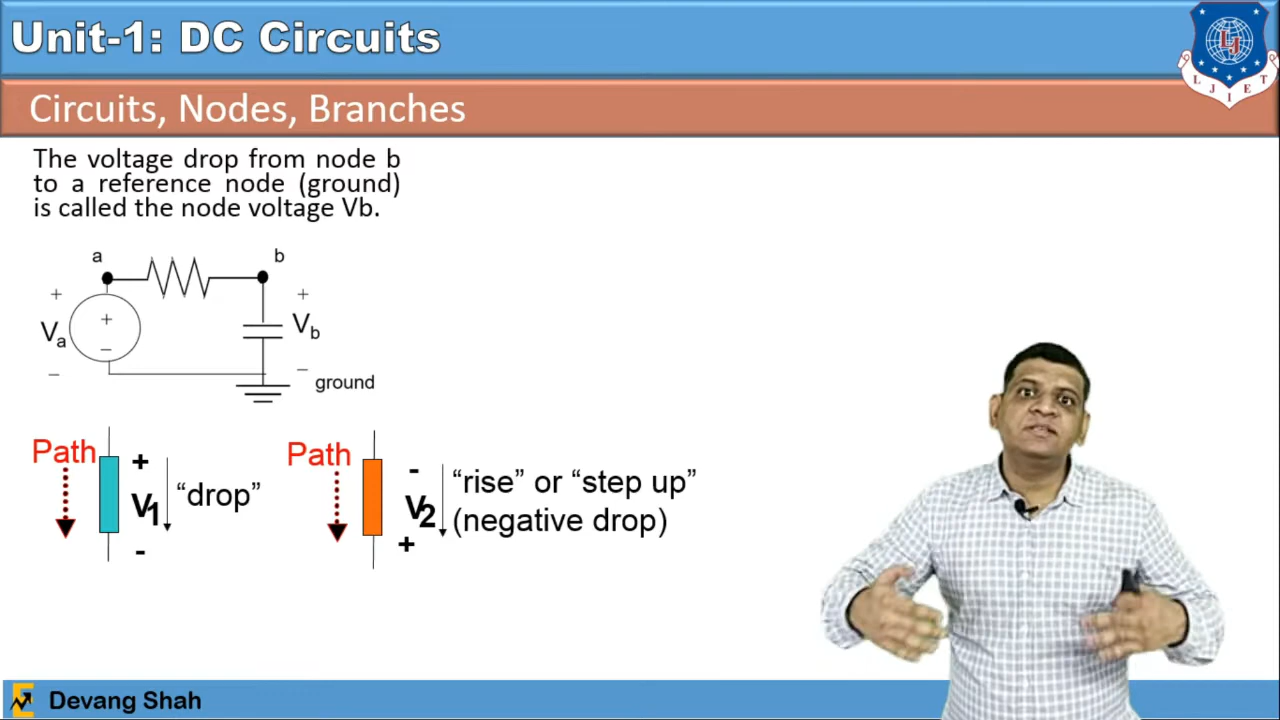 Unit-1: DC Circuits
LJIET
Circuits, Nodes, Branches
The voltage drop from node b
to a reference node (ground)
is called the node voltage Vb.
a
b
+
+
+
Va
Vb
–
–
–
ground
Path
+
V1
"drop"
-
Path
-
V2
"rise" or "step up"
(negative drop)
+
Devang Shah